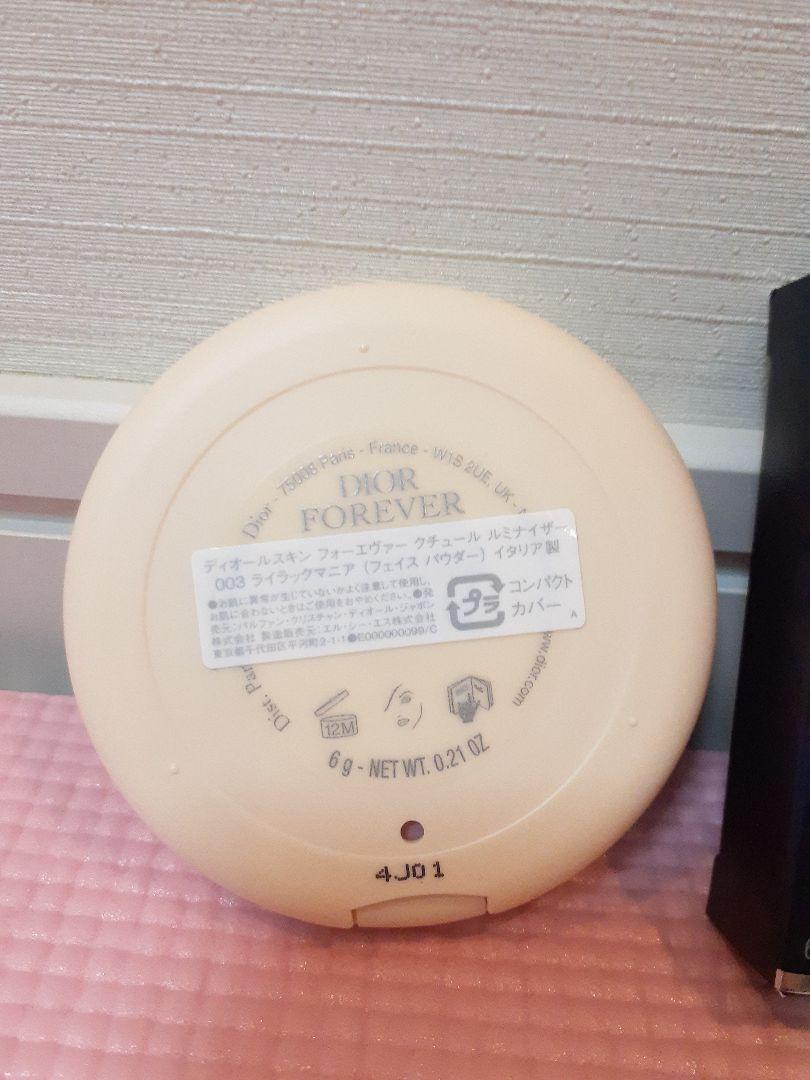 Dior - 75008 Paris - France - W1S 2UE, UK -
DIOR
FOREVER
ディオールスキン フォーエヴァー クチュール ルミナイザー
003 ライラックマニア (フェイス パウダー) イタリア製
●お肌に異常が生じていないかよく注意して使用し、
お肌に合わないときはご使用をおやめください。●発
売元:パルファン・クリスチャン・ディオール・ジャポン
株式会社 製造販売元:エル・シー・エス株式会社
東京都千代田区平河町2-1-1●E000000099/C
プラ
コンパクト
カバー
A
www.dior.com
Dist. Par
12M
6 g - NET WT. 0.21 OZ
4J01